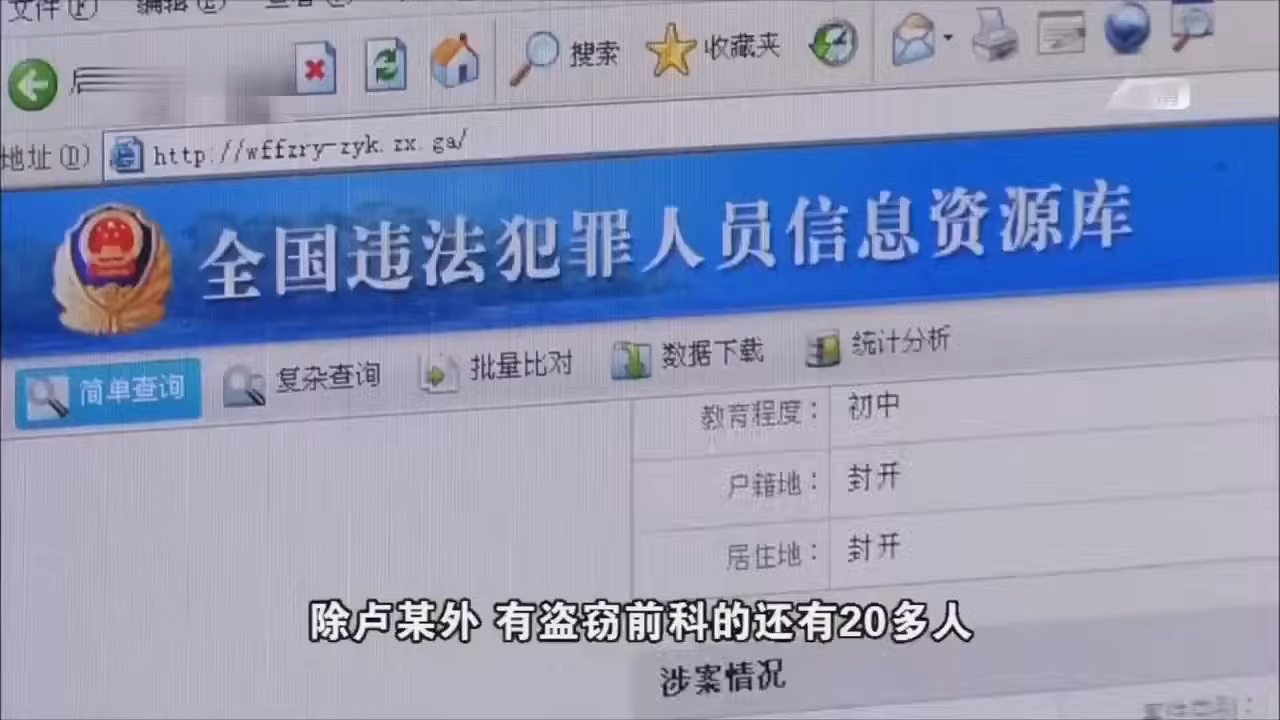 文件(F) 编辑(E) 查看(V)
搜索 收藏夹
地址(D) http://wffzry-zyk.zx.ga/
全国违法犯罪人员信息资源库
简单查询 复杂查询 批量比对 数据下载 统计分析
教育程度： 初中
户籍地： 封开
居住地： 封开
除卢某外 有盗窃前科的还有20多人
涉案情况